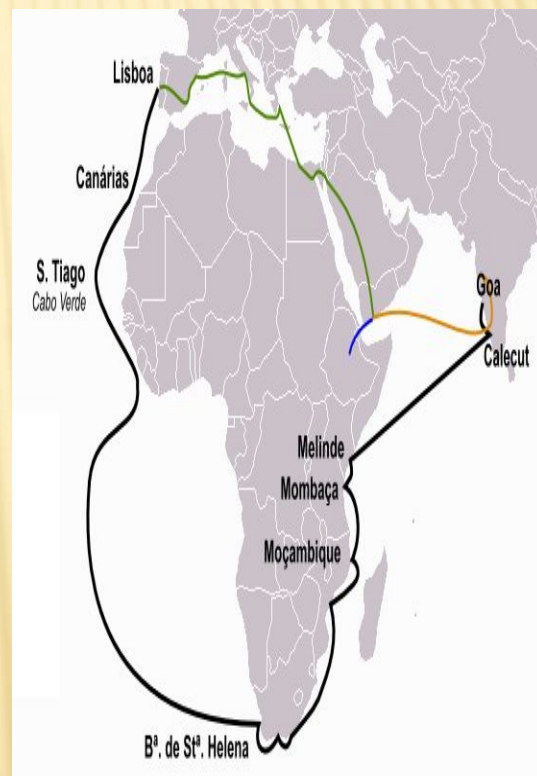 Lisboa
Canárias
S. Tiago
Cabo Verde
Goa
Calecut
Melinde
Mombaça
Moçambique
Bª. de Stª. Helena